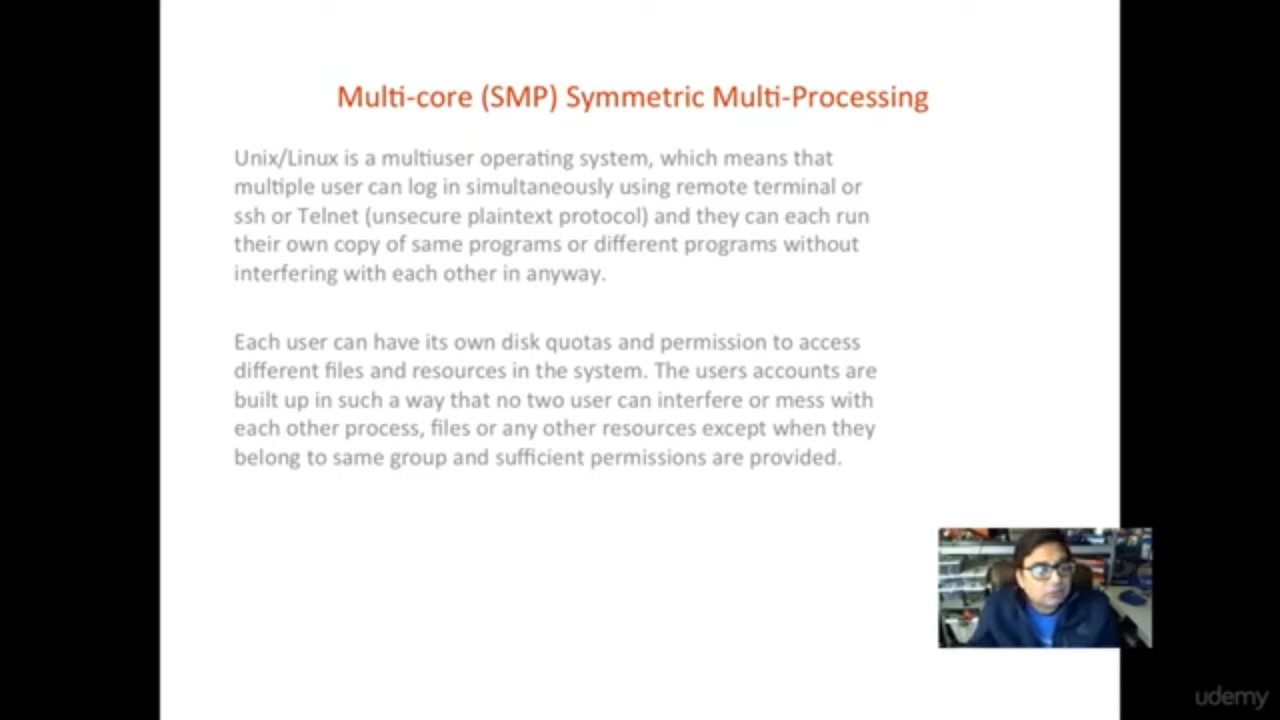 Multi-core (SMP) Symmetric Multi-Processing
Unix/Linux is a multiuser operating system, which means that
multiple user can log in simultaneously using remote terminal or
ssh or Telnet (unsecure plaintext protocol) and they can each run
their own copy of same programs or different programs without
interfering with each other in anyway.
Each user can have its own disk quotas and permission to access
different files and resources in the system. The users accounts are
built up in such a way that no two user can interfere or mess with
each other process, files or any other resources except when they
belong to same group and sufficient permissions are provided.
udemy